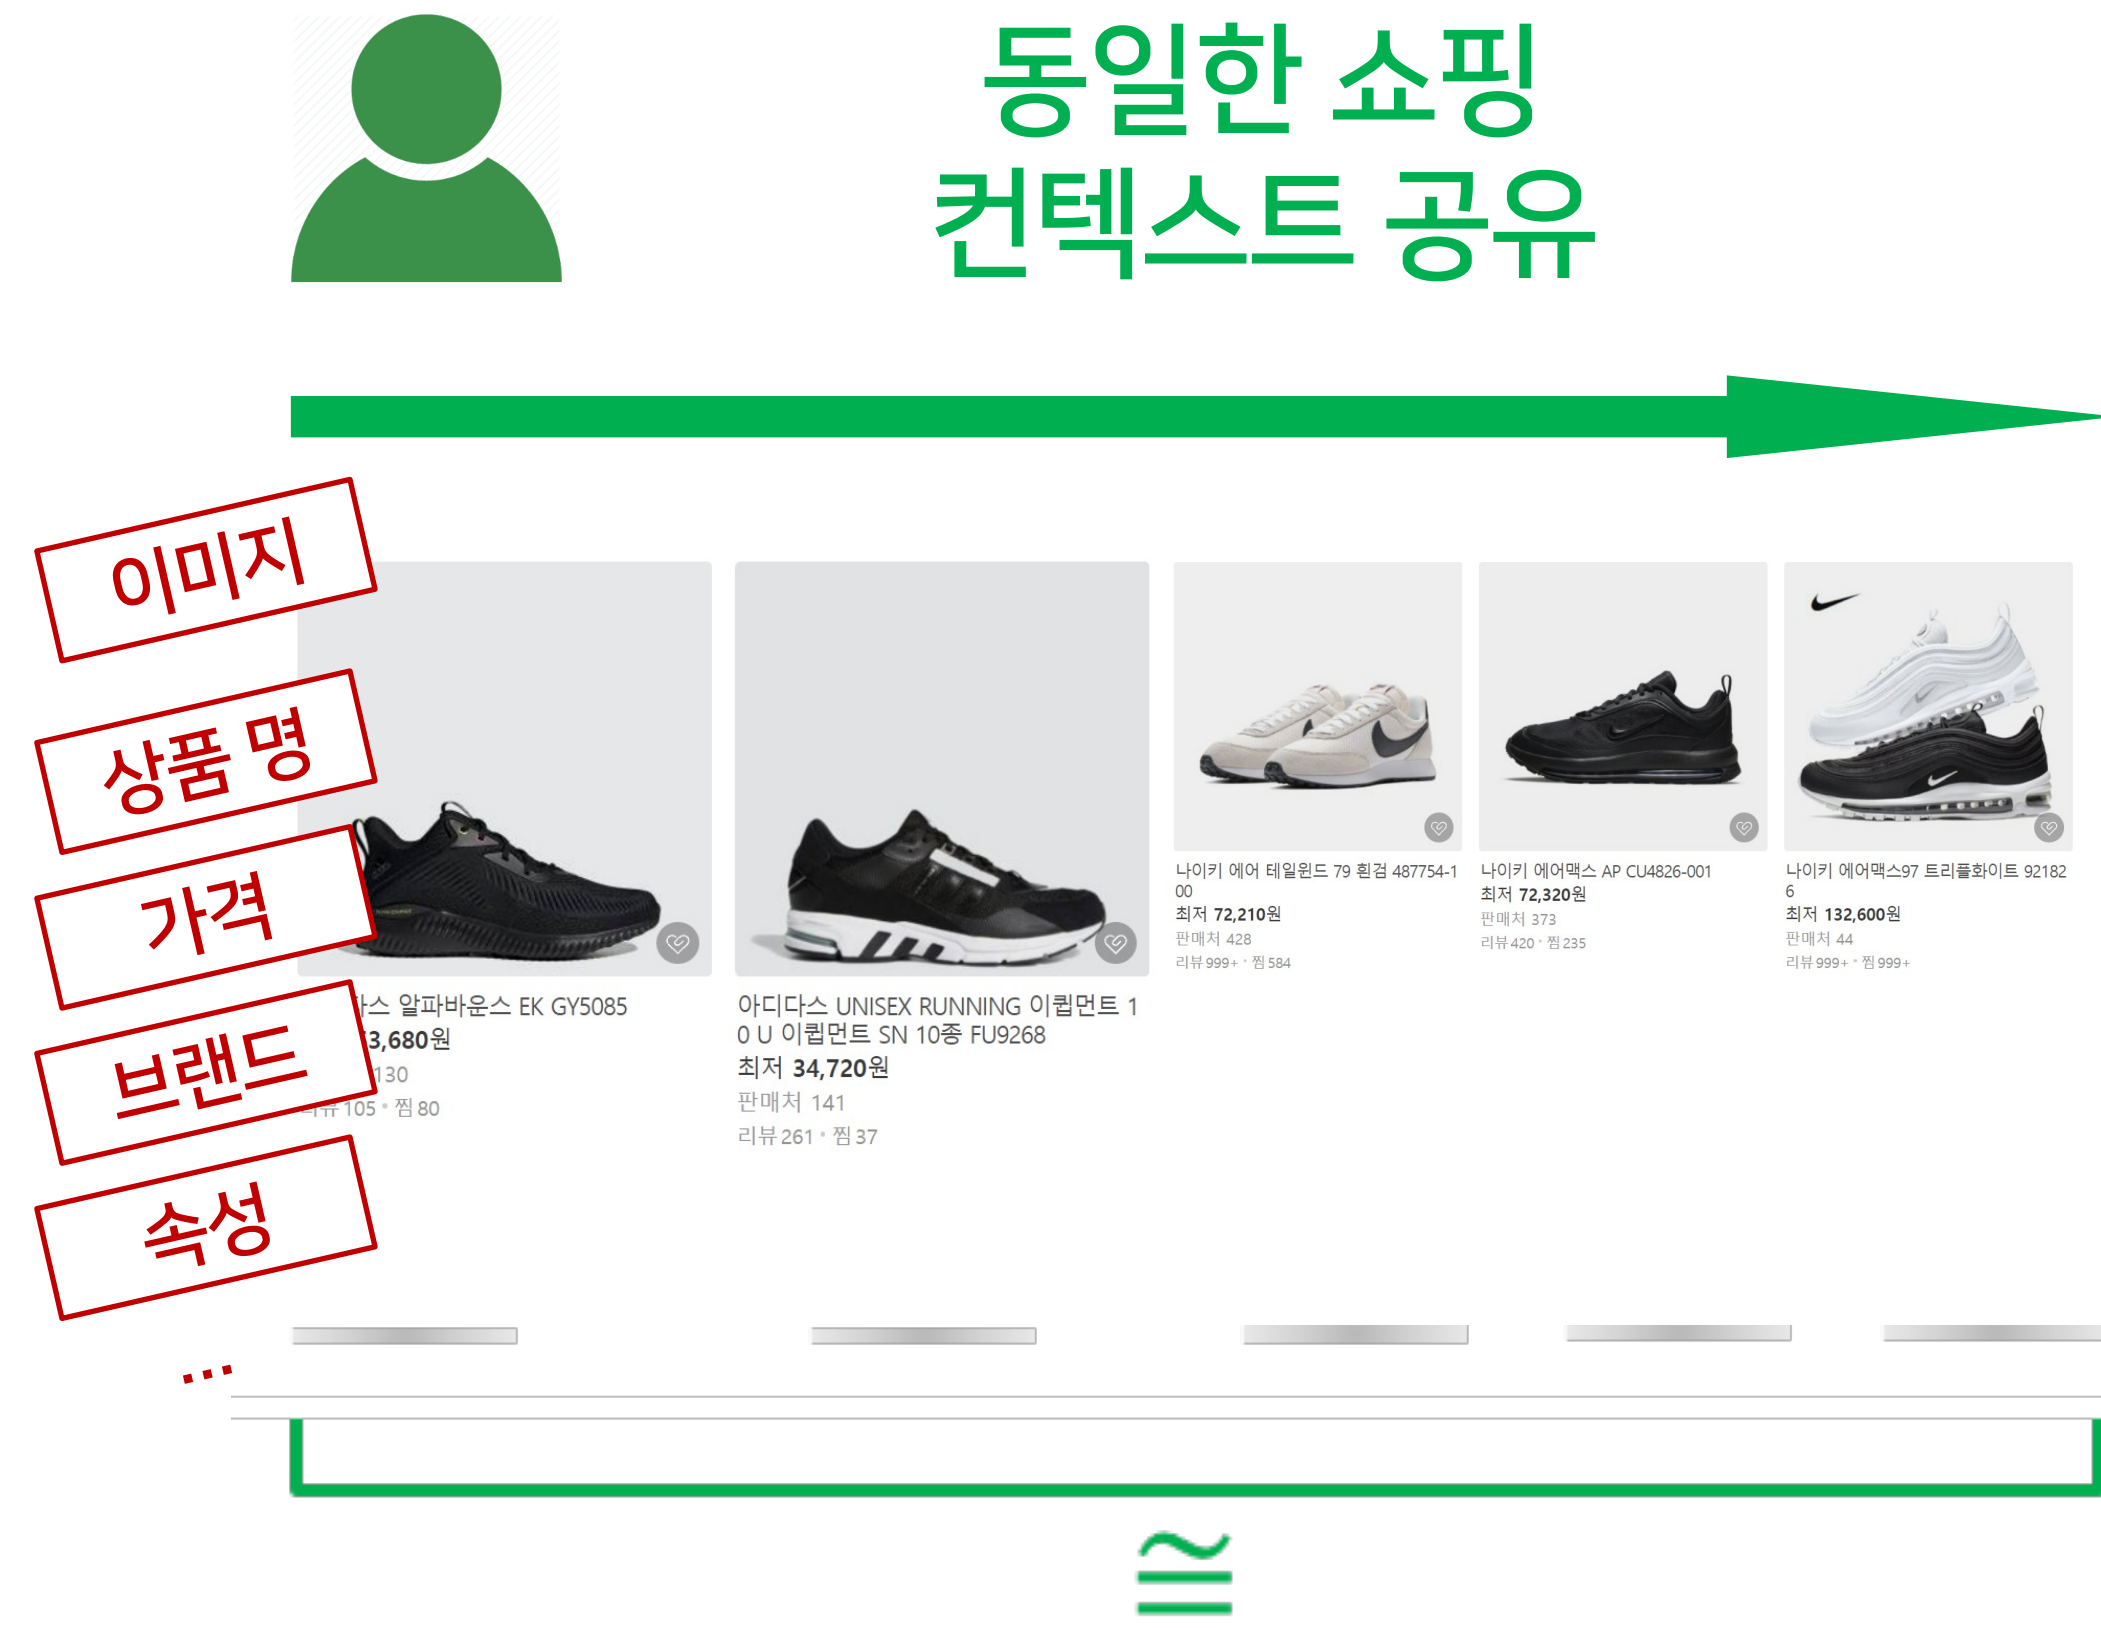 동일한 쇼핑
컨텍스트 공유
이미지
상품 명
가격
브랜드
속성
...
스 알파바운스 EK GY5085
3,680원
130
리뷰 105 · 찜 80
아디다스 UNISEX RUNNING 이큅먼트 1
0 U 이큅먼트 SN 10종 FU9268
최저 34,720원
판매처 141
리뷰 261 · 찜 37
나이키 에어 테일윈드 79 흰검 487754-1
00
최저 72,210원
판매처 428
리뷰 999+ · 찜 584
나이키 에어맥스 AP CU4826-001
최저 72,320원
판매처 373
리뷰 420 · 찜 235
나이키 에어맥스97 트리플화이트 92182
6
최저 132,600원
판매처 44
리뷰 999+ · 찜 999+
≅